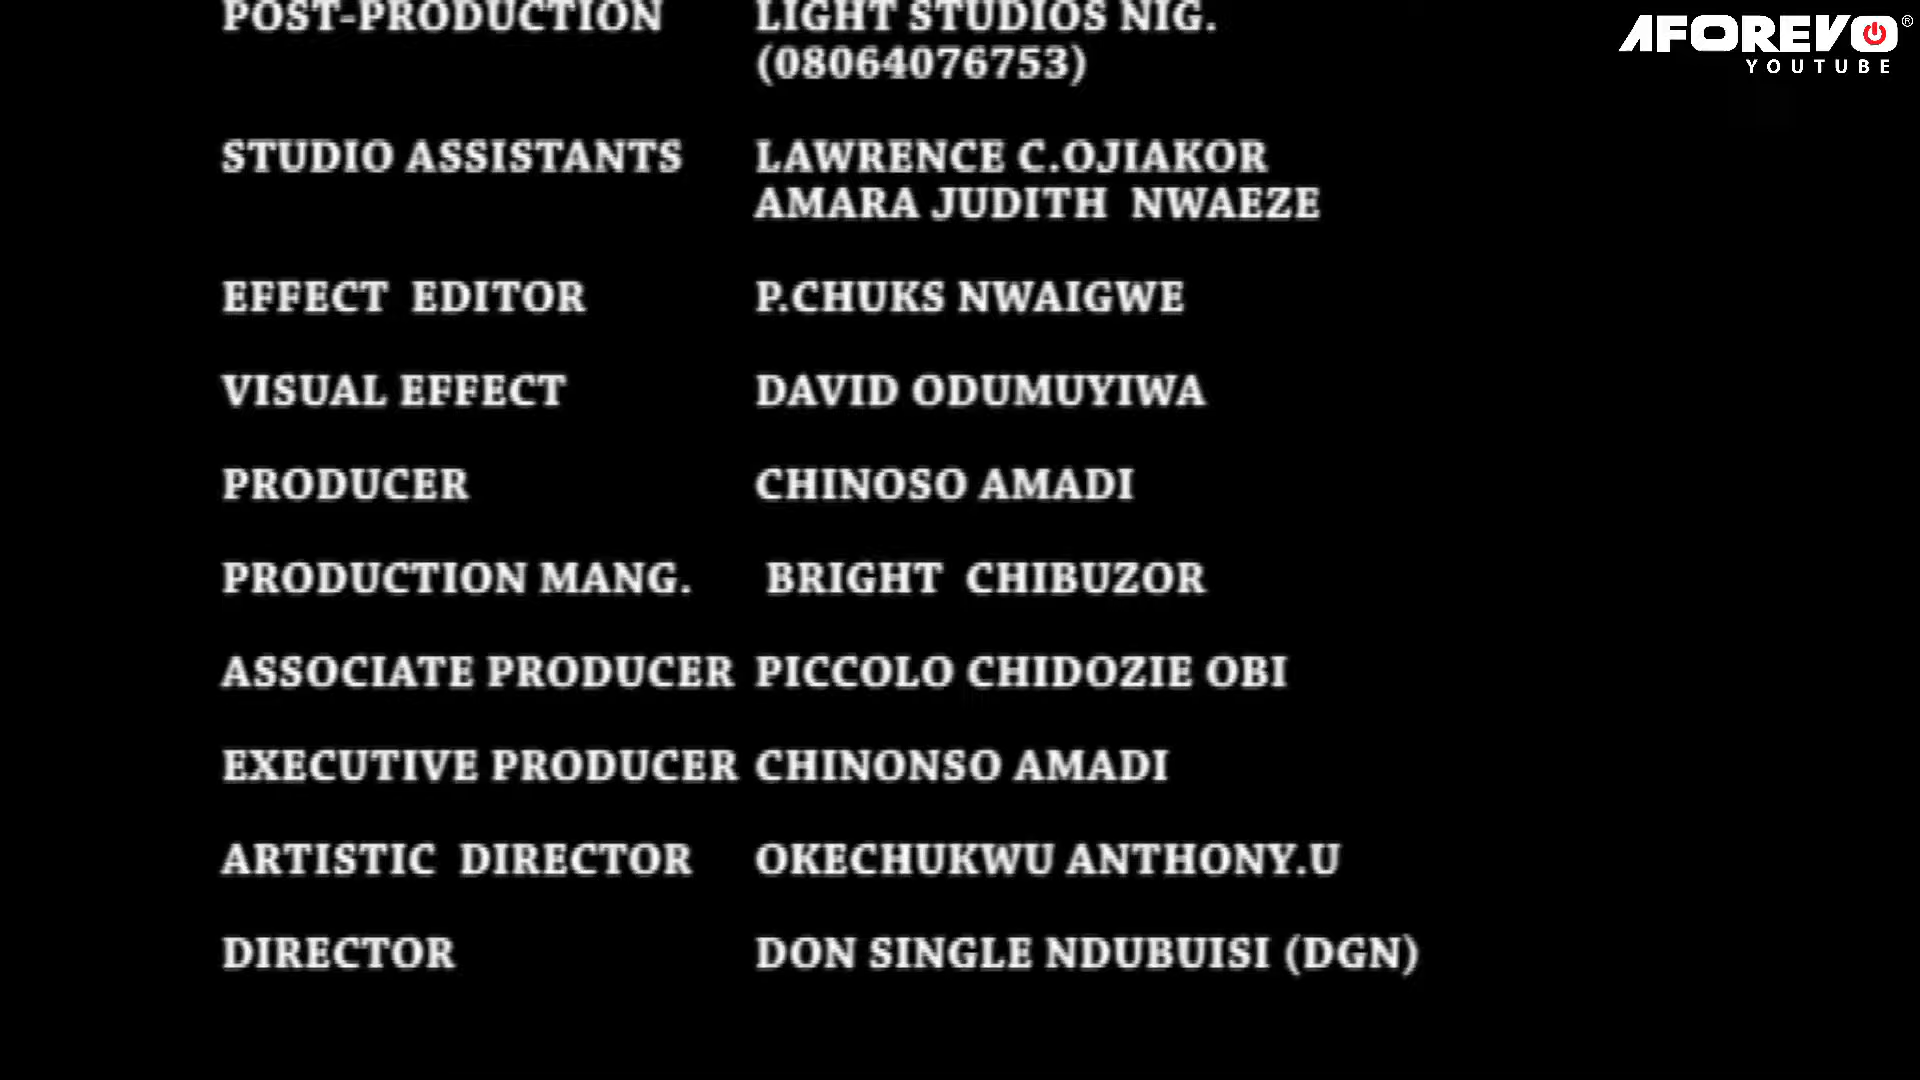 POST-PRODUCTION LIGHT STUDIOS NIG.
(08064076753)
AFOREVO®
YOUTUBE
STUDIO ASSISTANTS LAWRENCE C.OJIAKOR
AMARA JUDITH NWAEZE
EFFECT EDITOR P.CHUKS NWAIGWE
VISUAL EFFECT DAVID ODUMUYIWA
PRODUCER CHINOSO AMADI
PRODUCTION MANG. BRIGHT CHIBUZOR
ASSOCIATE PRODUCER PICCOLO CHIDOZIE OBI
EXECUTIVE PRODUCER CHINONSO AMADI
ARTISTIC DIRECTOR OKECHUKWU ANTHONY.U
DIRECTOR DON SINGLE NDUBUISI (DGN)